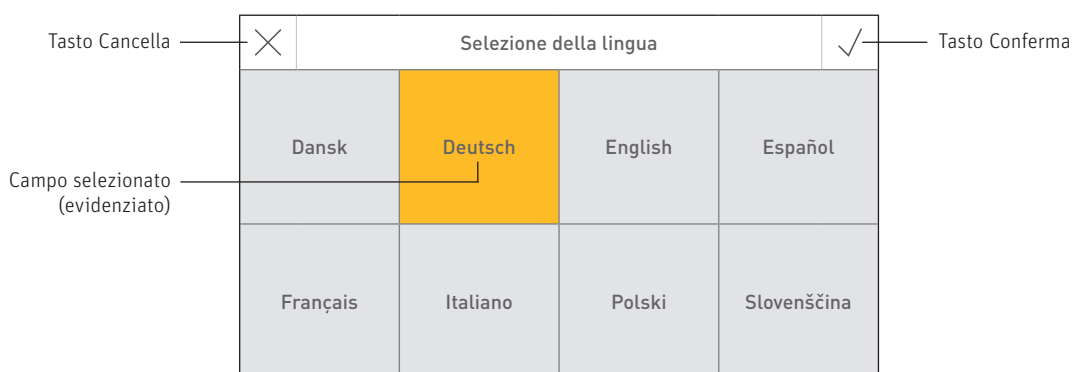 Tasto Cancella
Selezione della lingua
Tasto Conferma
Dansk
Deutsch
English
Español
Campo selezionato
(evidenziato)
Français
Italiano
Polski
Slovenščina